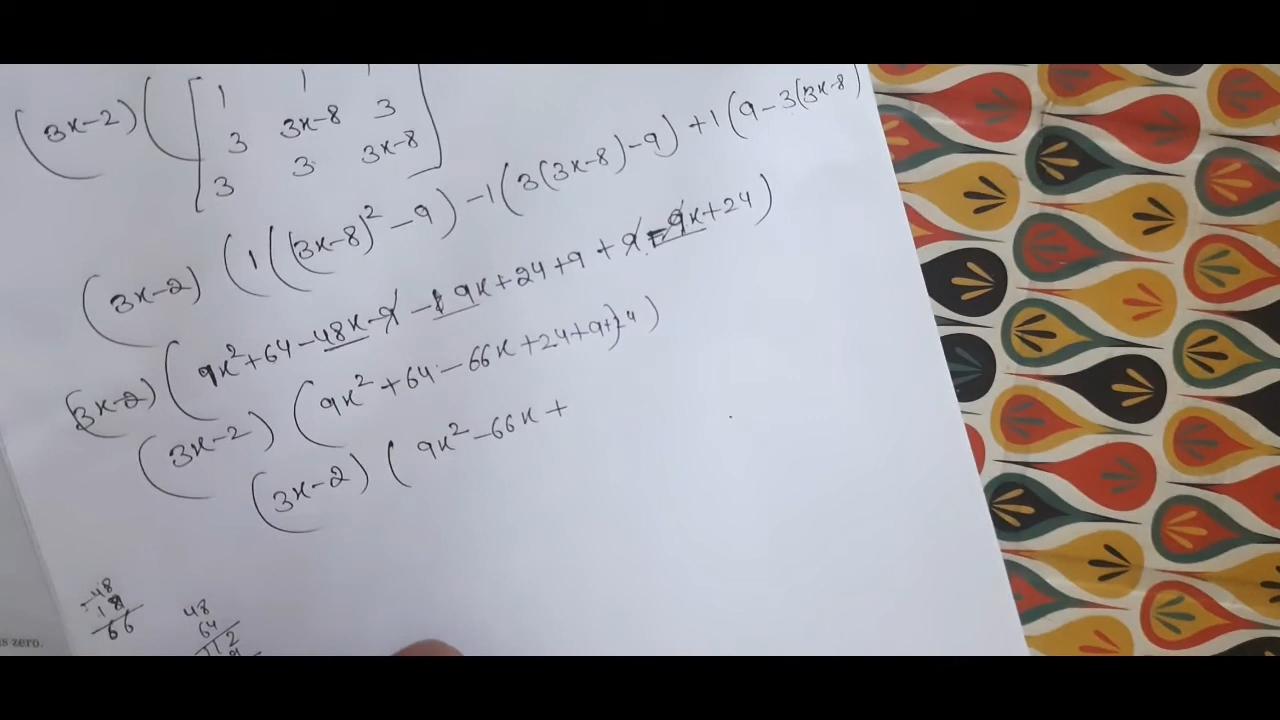 1 1 1
(3x-2) ( [ 3 3x-8 3
3 3 3x-8 ]
(3x-2) (1((3x-8)²-9) -1(3(3x-8)-9) +1(9-3(3x-8)
(3x-2) (9x²+64-48x-9 -9x+24+9+9-9x+24)
(3x-2) (9x²+64-66x+24+9+24)
(3x-2) (9x²-66x+
-48
18
66
48
64
112
9
s zero.